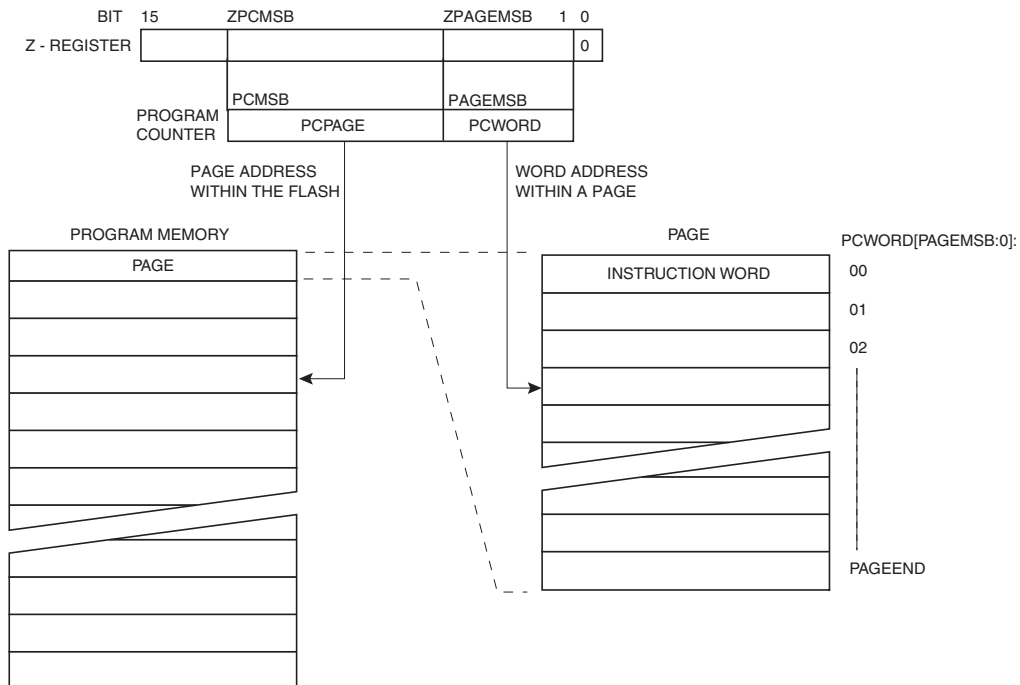 BIT 15 ZPCMSB ZPAGEMSB 1 0
Z - REGISTER 0
PCMSB PAGEMSB
PROGRAM
COUNTER
PCPAGE PCWORD
PAGE ADDRESS
WITHIN THE FLASH
WORD ADDRESS
WITHIN A PAGE
PROGRAM MEMORY
PAGE
PAGE
INSTRUCTION WORD
PCWORD[PAGEMSB:0]:
00
01
02
PAGEEND